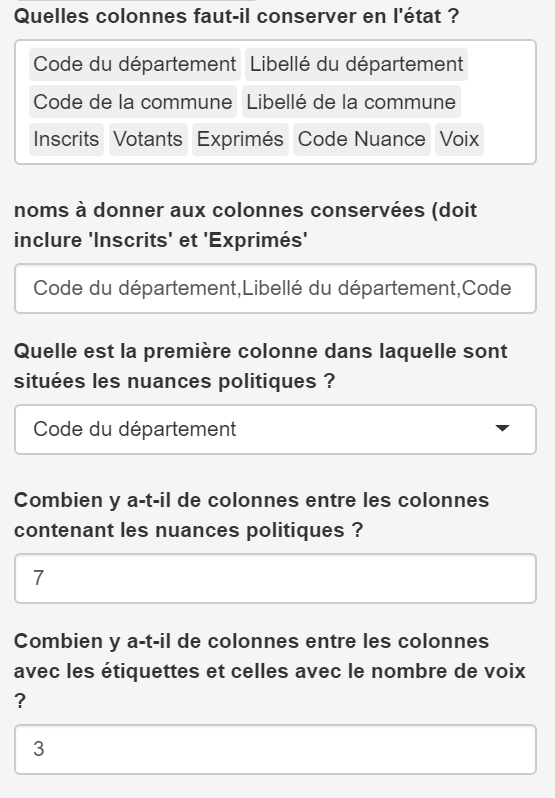 Quelles colonnes faut-il conserver en l'état ?
Code du département Libellé du département
Code de la commune Libellé de la commune
Inscrits Votants Exprimés Code Nuance Voix
noms à donner aux colonnes conservées (doit
inclure 'Inscrits' et 'Exprimés'
Code du département,Libellé du département,Code
Quelle est la première colonne dans laquelle sont
situées les nuances politiques ?
Code du département
Combien y a-t-il de colonnes entre les colonnes
contenant les nuances politiques ?
7
Combien y a-t-il de colonnes entre les colonnes
avec les étiquettes et celles avec le nombre de voix
?
3